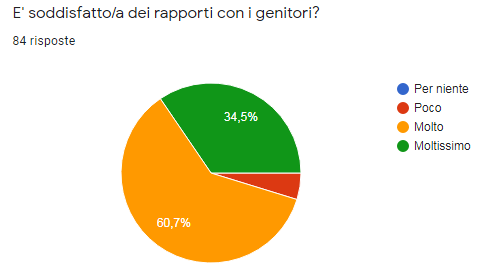 E' soddisfatto/a dei rapporti con i genitori?
84 risposte
Per niente
Poco
Molto
Moltissimo
34,5%
60,7%